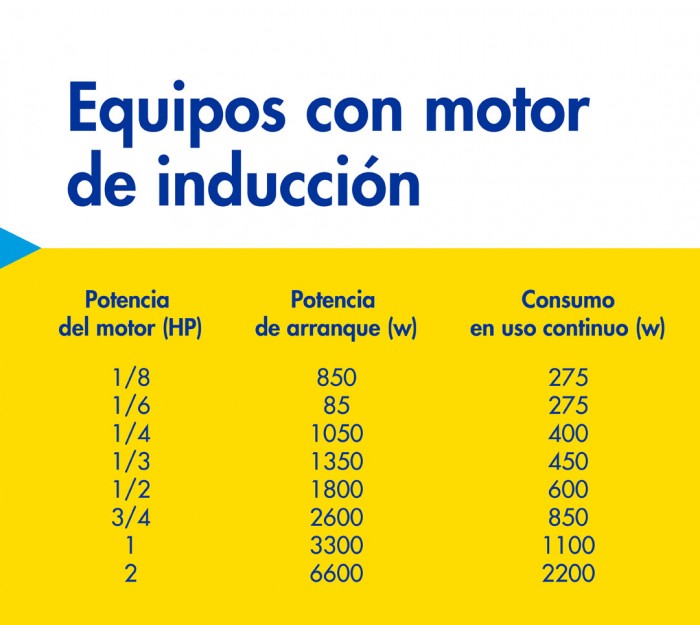 Equipos con motor
de inducción
Potencia del motor (HP) Potencia de arranque (w) Consumo en uso continuo (w)
1/8 850 275
1/6 85 275
1/4 1050 400
1/3 1350 450
1/2 1800 600
3/4 2600 850
1 3300 1100
2 6600 2200